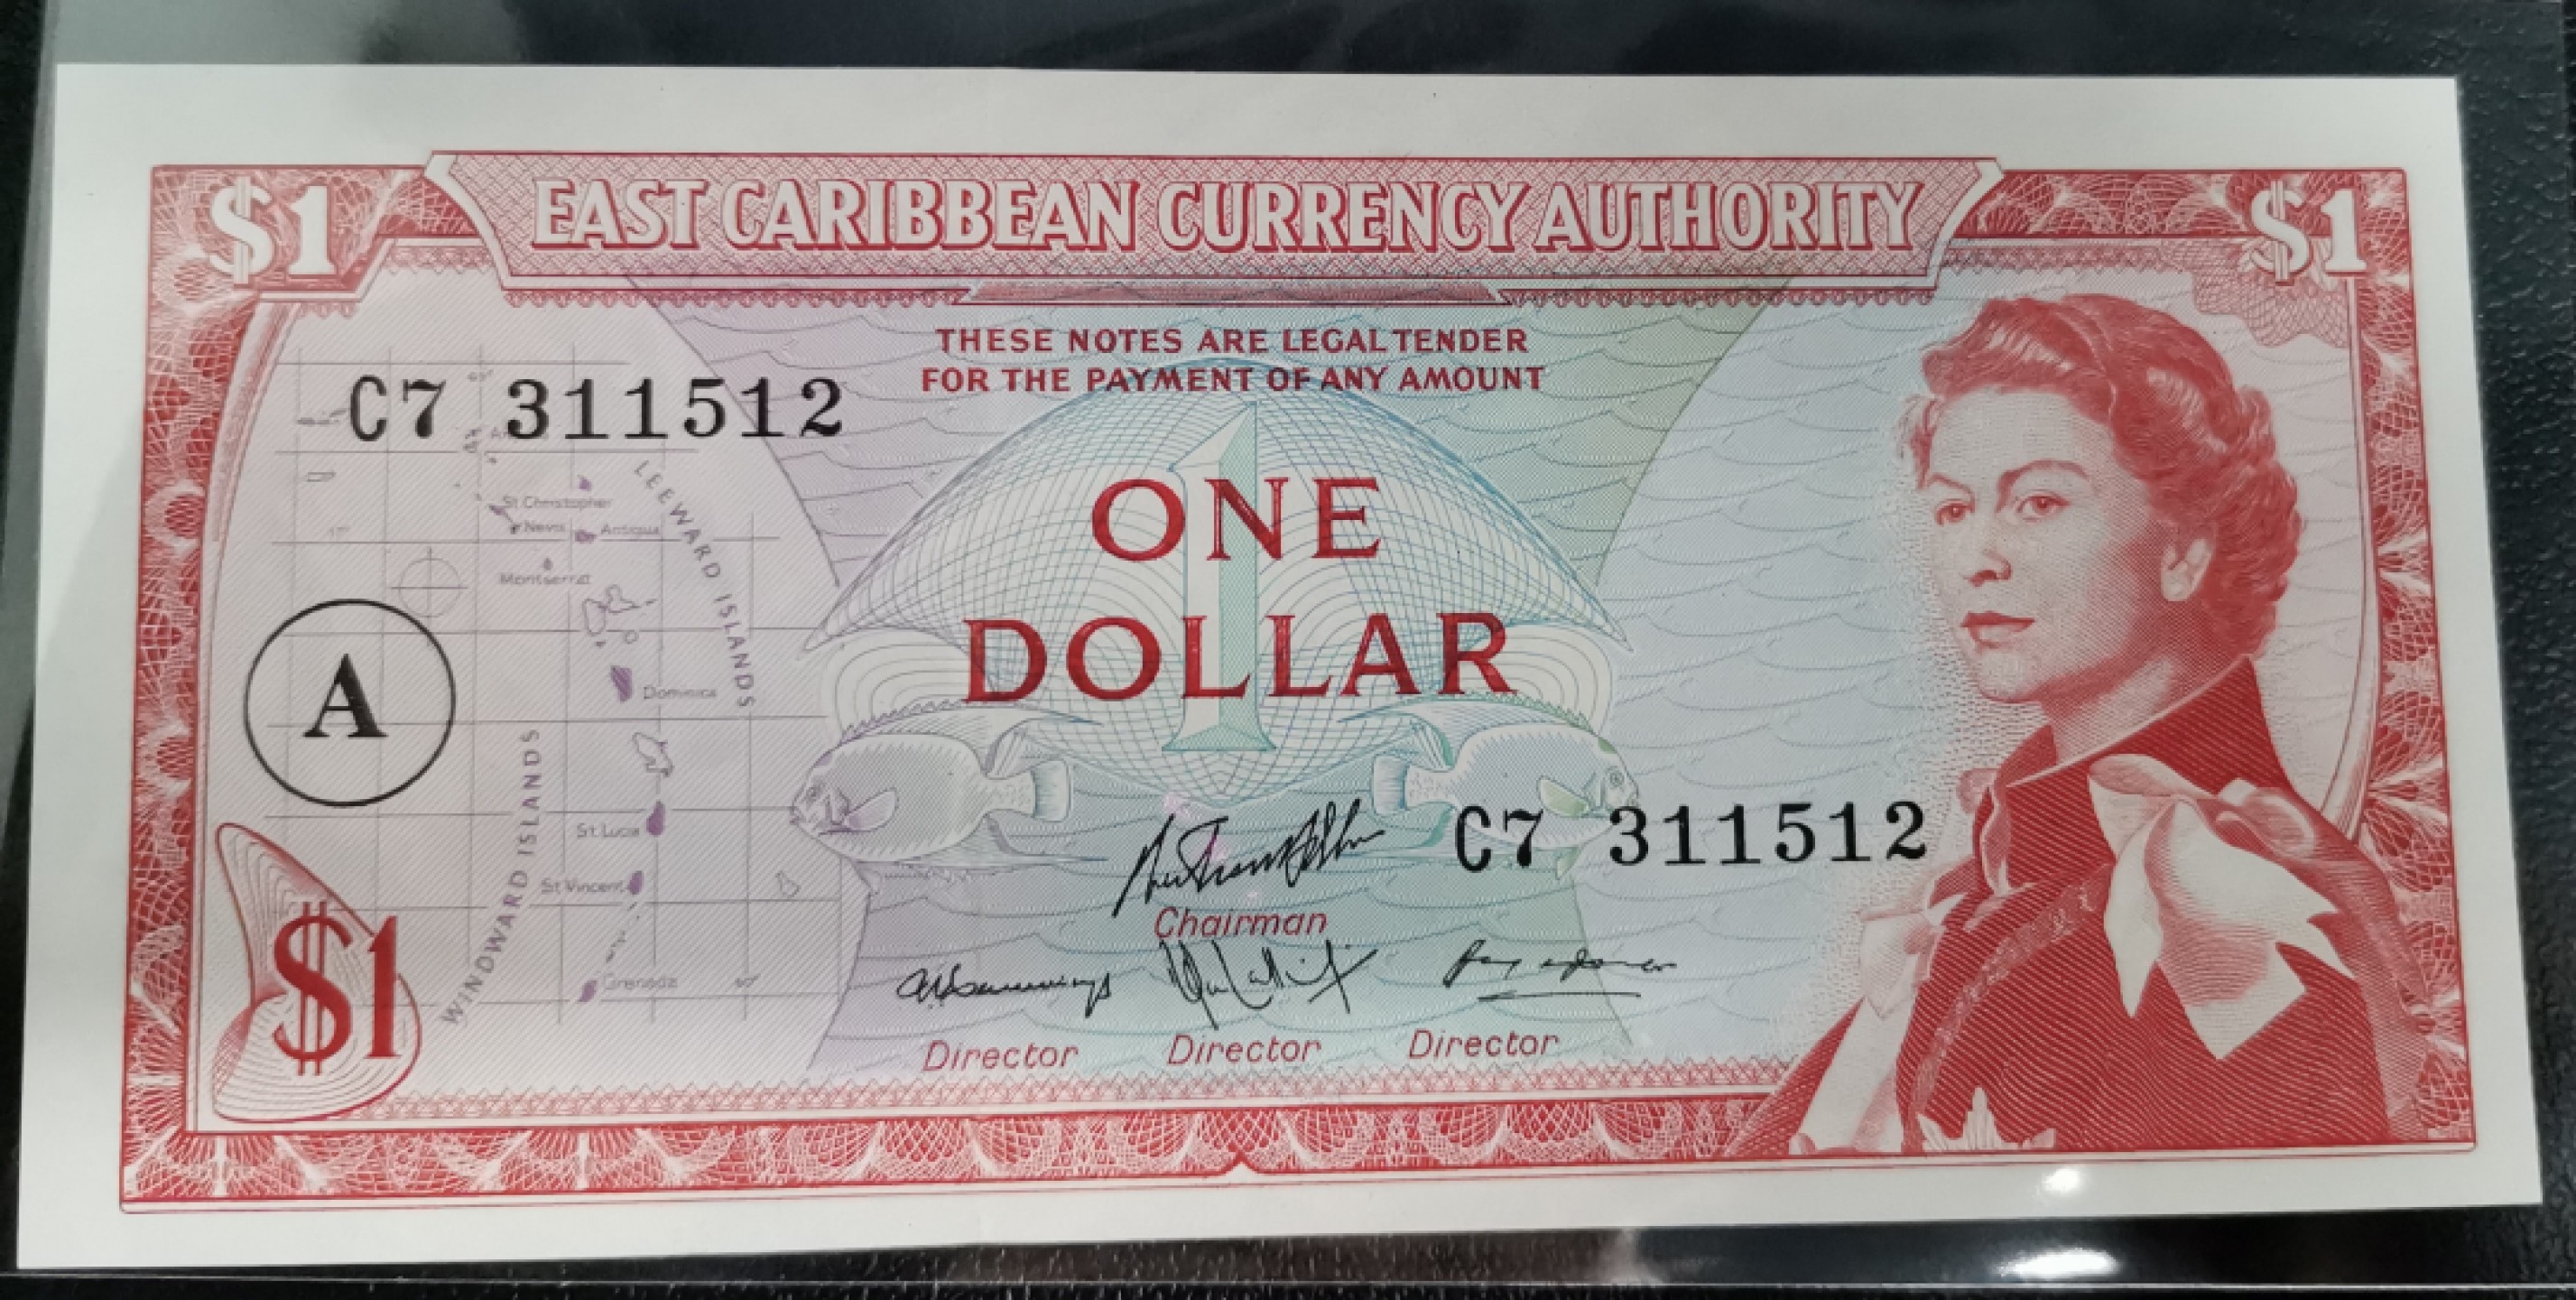 $1 EAST CARIBBEAN CURRENCY AUTHORITY $1
THESE NOTES ARE LEGAL TENDER
FOR THE PAYMENT OF ANY AMOUNT
C7 311512
LEEWARD ISLANDS
St Christopher
Nevis
Antigua
Montserrat
1
ONE
DOLLAR
A
Dominica
WINDWARD ISLANDS
St Lucia
St Vincent
Grenada
C7 311512
Chairman
$1
Director Director Director